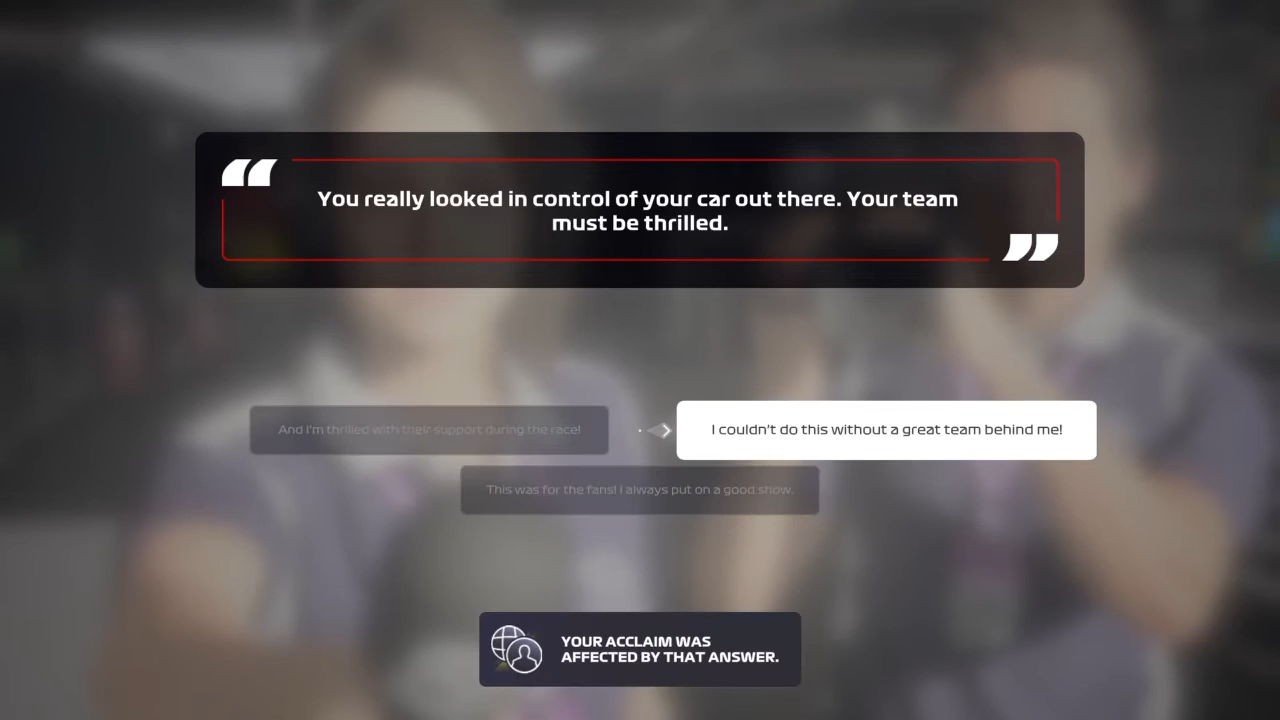 You really looked in control of your car out there. Your team
must be thrilled.
And I'm thrilled with their support during the race!
I couldn't do this without a great team behind me!
This was for the fans! I always put on a good show.
YOUR ACCLAIM WAS
AFFECTED BY THAT ANSWER.